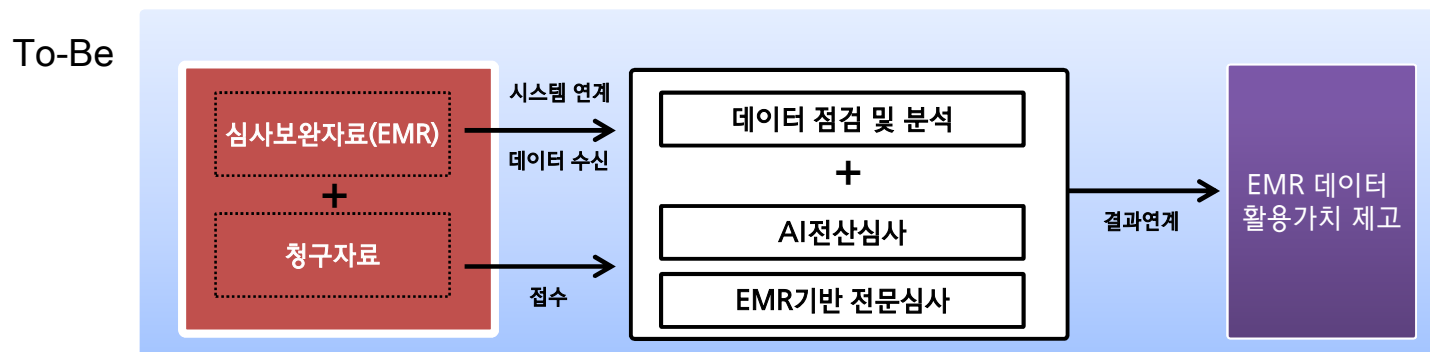 To-Be
심사보완자료(EMR)
+
청구자료
시스템 연계
데이터 수신
접수
데이터 점검 및 분석
+
AI전산심사
EMR기반 전문심사
결과연계
EMR 데이터
활용가치 제고